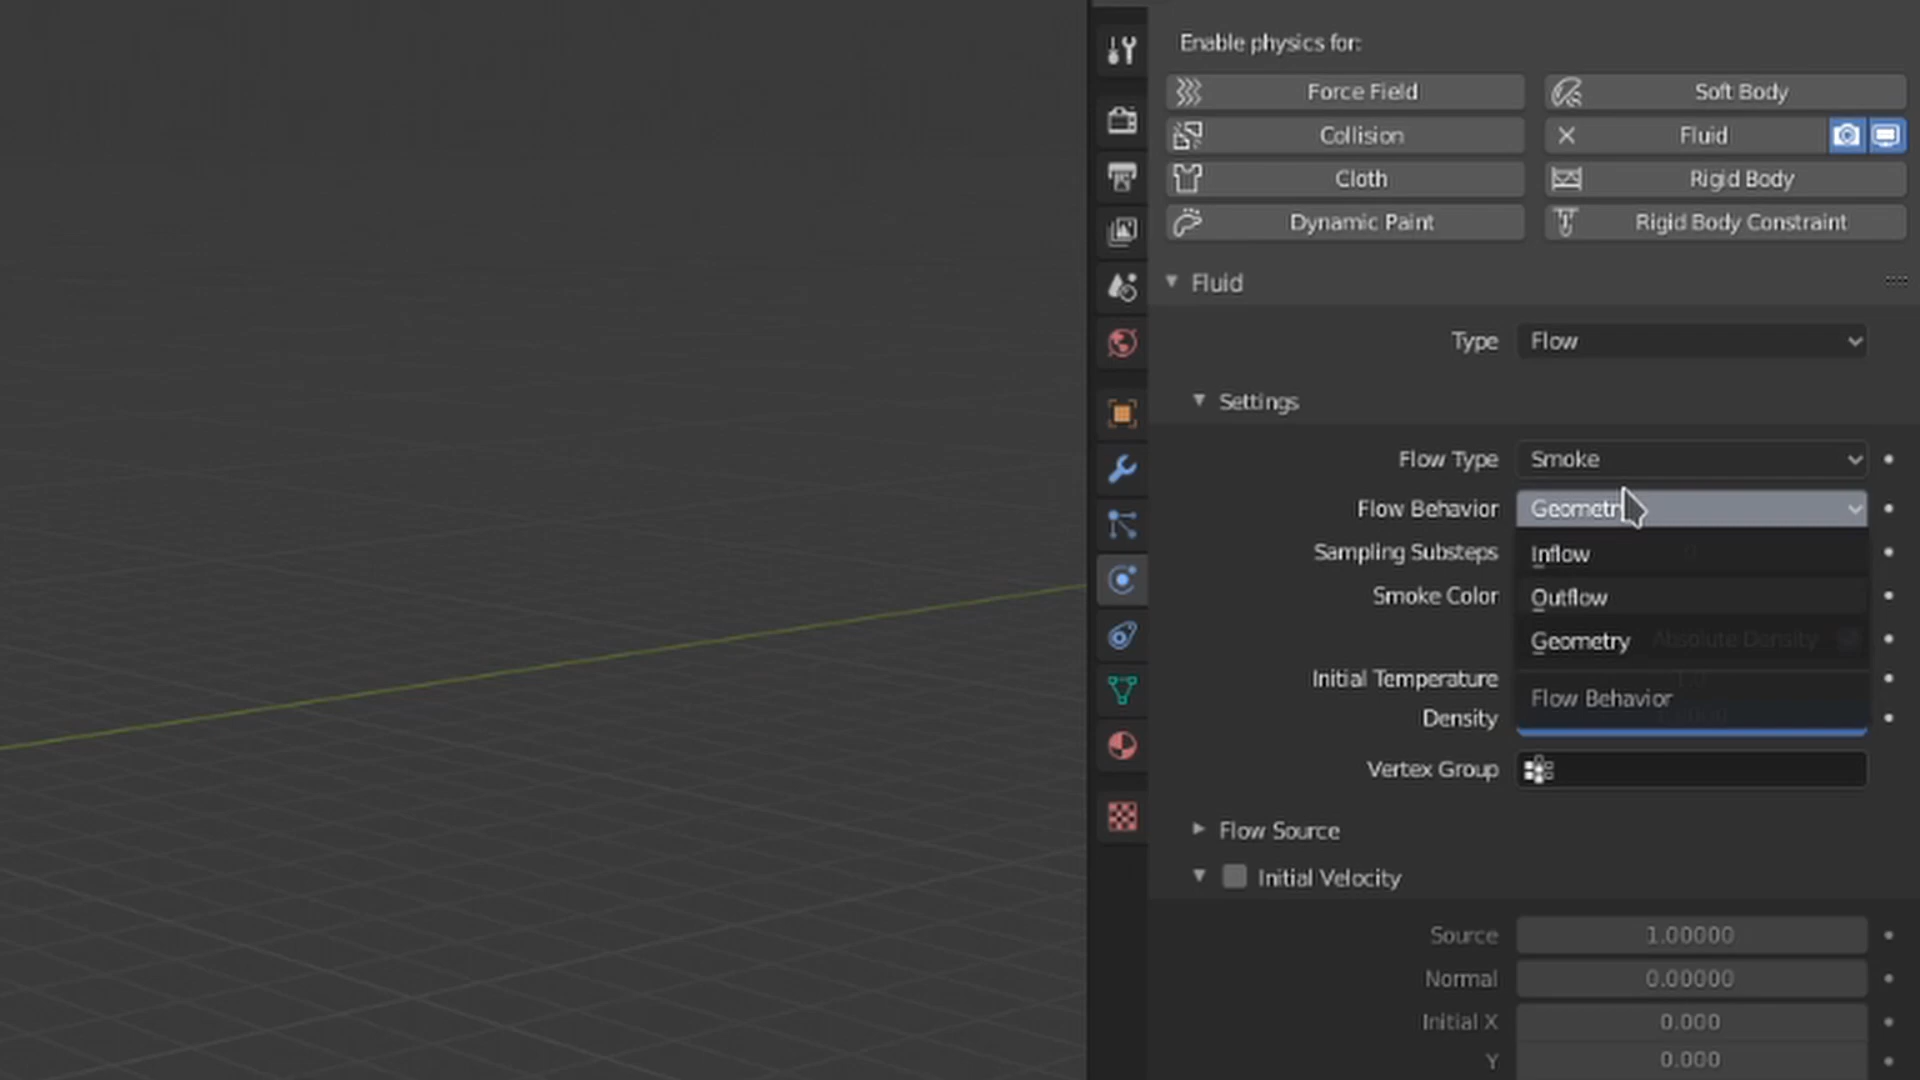 Enable physics for:
Force Field
Soft Body
Collision
Fluid
Cloth
Rigid Body
Dynamic Paint
Rigid Body Constraint
Fluid
Type Flow
Settings
Flow Type Smoke
Flow Behavior Geometr
Sampling Substeps Inflow
Smoke Color Outflow
Geometry Absolute Density
Initial Temperature
Flow Behavior
Density
Vertex Group
Flow Source
Initial Velocity
Source 1.00000
Normal 0.00000
Initial X 0.000
Y 0.000